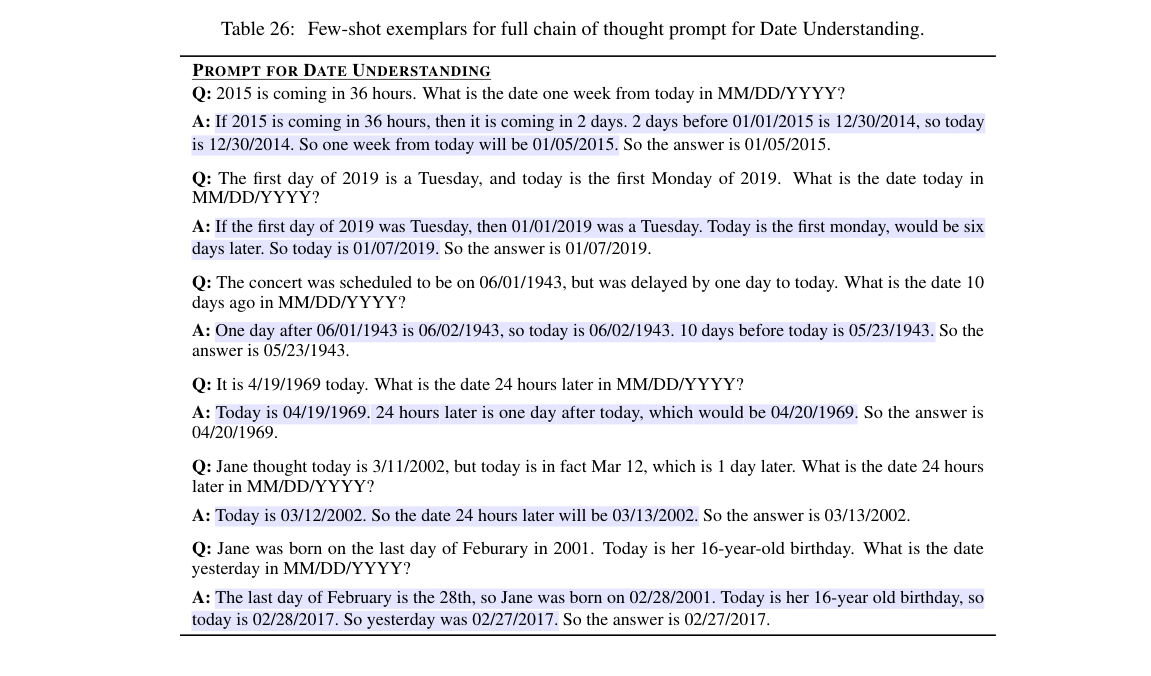 Table 26: Few-shot exemplars for full chain of thought prompt for Date Understanding.
PROMPT FOR DATE UNDERSTANDING
Q: 2015 is coming in 36 hours. What is the date one week from today in MM/DD/YYYY?
A: If 2015 is coming in 36 hours, then it is coming in 2 days. 2 days before 01/01/2015 is 12/30/2014, so today
is 12/30/2014. So one week from today will be 01/05/2015. So the answer is 01/05/2015.
Q: The first day of 2019 is a Tuesday, and today is the first Monday of 2019. What is the date today in
MM/DD/YYYY?
A: If the first day of 2019 was Tuesday, then 01/01/2019 was a Tuesday. Today is the first monday, would be six
days later. So today is 01/07/2019. So the answer is 01/07/2019.
Q: The concert was scheduled to be on 06/01/1943, but was delayed by one day to today. What is the date 10
days ago in MM/DD/YYYY?
A: One day after 06/01/1943 is 06/02/1943, so today is 06/02/1943. 10 days before today is 05/23/1943. So the
answer is 05/23/1943.
Q: It is 4/19/1969 today. What is the date 24 hours later in MM/DD/YYYY?
A: Today is 04/19/1969. 24 hours later is one day after today, which would be 04/20/1969. So the answer is
04/20/1969.
Q: Jane thought today is 3/11/2002, but today is in fact Mar 12, which is 1 day later. What is the date 24 hours
later in MM/DD/YYYY?
A: Today is 03/12/2002. So the date 24 hours later will be 03/13/2002. So the answer is 03/13/2002.
Q: Jane was born on the last day of Feburary in 2001. Today is her 16-year-old birthday. What is the date
yesterday in MM/DD/YYYY?
A: The last day of February is the 28th, so Jane was born on 02/28/2001. Today is her 16-year old birthday, so
today is 02/28/2017. So yesterday was 02/27/2017. So the answer is 02/27/2017.